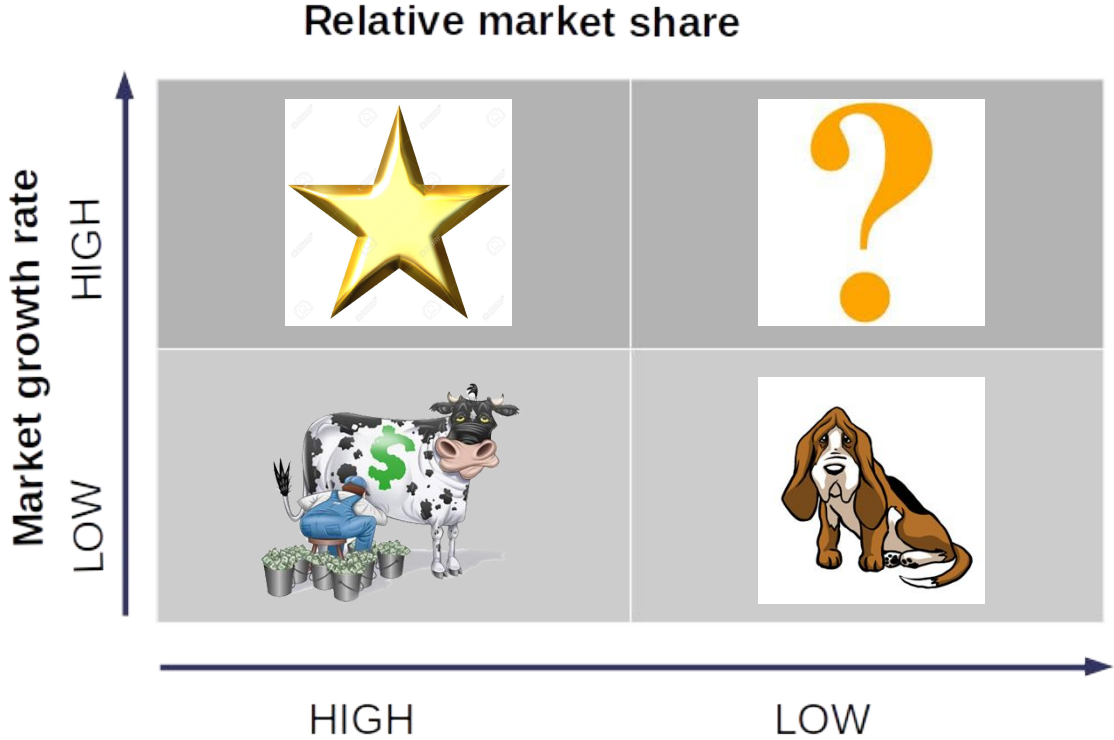 Relative market share
Market growth rate
HIGH
LOW
?
$
HIGH
LOW